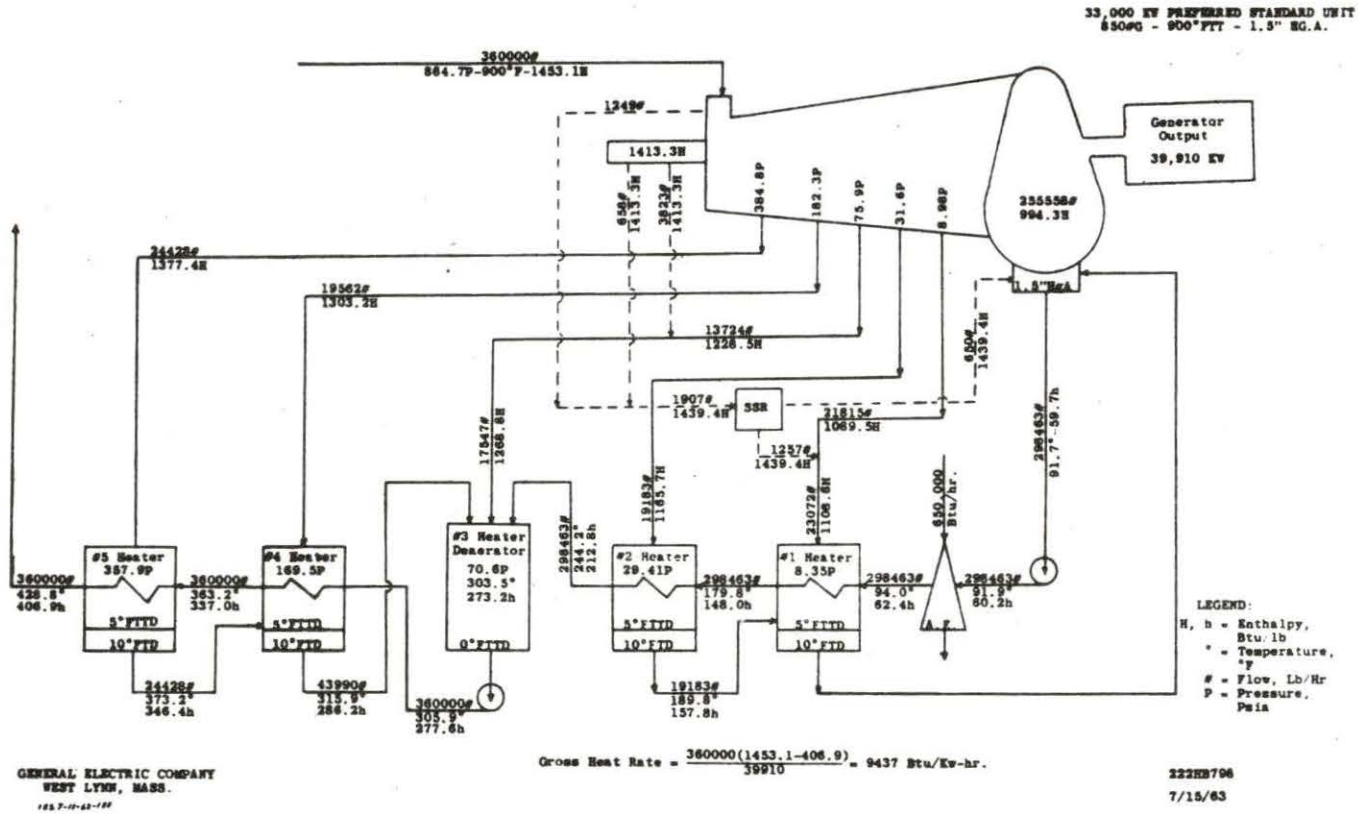 33,000 KW PREFERRED STANDARD UNIT
850#G - 900°FTT - 1.5" HG.A.
360000#
864.7P-900°F-1453.1H
1249#
1413.3H
658#
1413.3H
3823#
1413.3H
384.8P
182.3P
75.9P
31.6P
8.98P
Generator
Output
39,910 KW
255558#
994.3H
1.5"HgA
24428#
1377.4H
19562#
1303.2H
13724#
1228.5H
650#
1439.4H
1907#
1439.4H
SSR
21815#
1089.5H
1257#
1439.4H
17547#
1268.8H
19183#
1165.7H
23072#
1108.6H
298463#
91.7°-59.7h
650,000
Btu/hr.
298463#
244.2°
212.8h
#5 Heater
357.9P
5°FTTD
10°FTD
#4 Heater
169.5P
5°FTTD
10°FTD
#3 Heater
Deaerator
70.6P
303.5°
273.2h
0°FTTD
#2 Heater
29.41P
5°FTTD
10°FTD
#1 Heater
8.35P
5°FTTD
10°FTD
360000#
428.8°
406.9h
360000#
363.2°
337.0h
298463#
179.8°
148.0h
298463#
94.0°
62.4h
298463#
91.9°
60.2h
24428#
373.2°
346.4h
43990#
315.9°
286.2h
360000#
305.9°
277.6h
19183#
189.8°
157.8h
LEGEND:
H, h = Enthalpy,
Btu/lb
° = Temperature,
°F
# = Flow, Lb/Hr
P = Pressure,
Psia
Gross Heat Rate = 360000(1453.1-406.9)
39910
= 9437 Btu/Kw-hr.
GENERAL ELECTRIC COMPANY
WEST LYNN, MASS.
222HB796
7/15/63